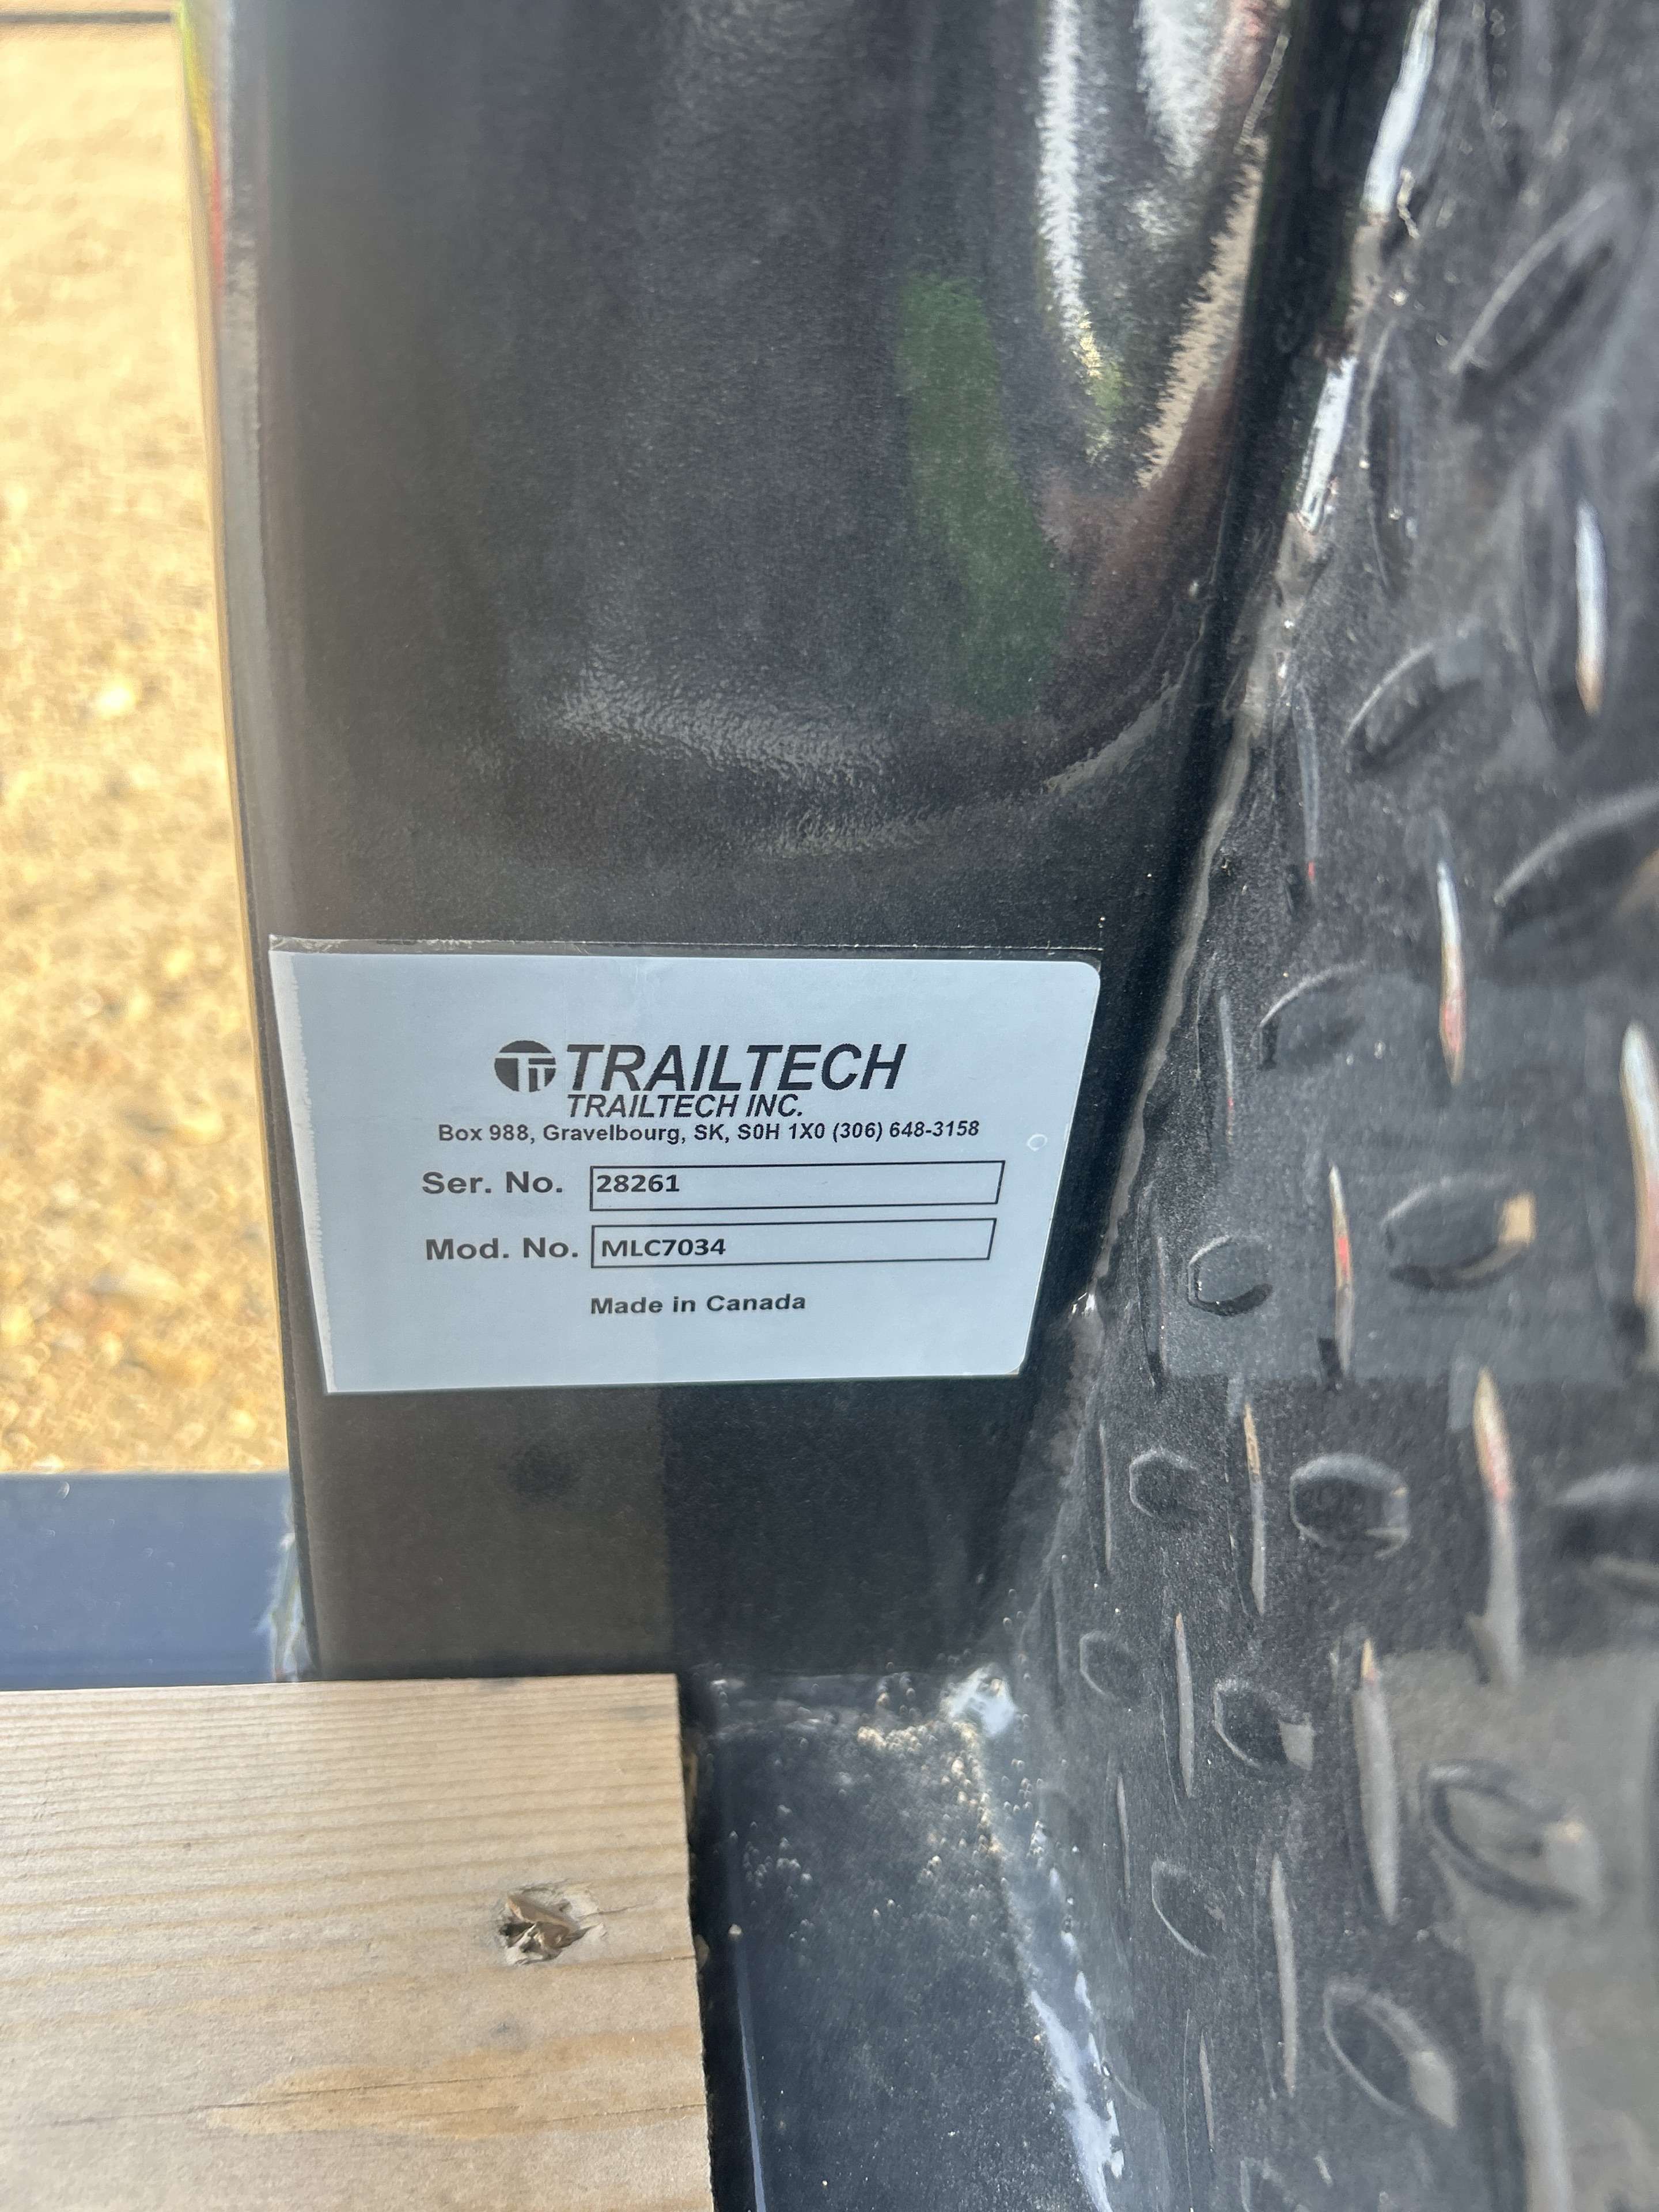 TRAILTECH
TRAILTECH INC.
Box 988, Gravelbourg, SK, S0H 1X0 (306) 648-3158
Ser. No. 28261
Mod. No. MLC7034
Made in Canada